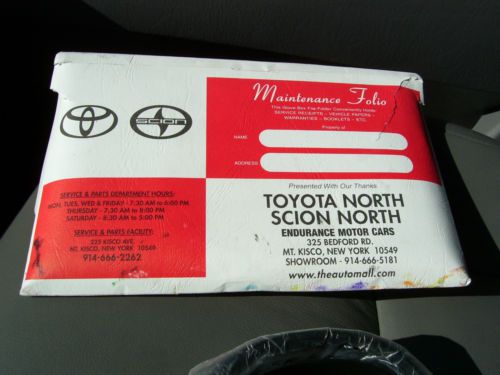 SCION
Maintenance Folio
This Glove Box File Folder Conveniently Holds:
SERVICE RECEIPTS - VEHICLE PAPERS -
WARRANTIES - BOOKLETS - ETC.
Property of
NAME
ADDRESS
SERVICE & PARTS DEPARTMENT HOURS:
MON, TUES, WED & FRIDAY - 7:30 AM to 6:00 PM
THURSDAY - 7:30 AM to 8:00 PM
SATURDAY - 8:30 AM to 5:00 PM
SERVICE & PARTS FACILITY:
225 KISCO AVE.
MT. KISCO, NEW YORK 10549
914-666-2262
Presented With Our Thanks
TOYOTA NORTH
SCION NORTH
ENDURANCE MOTOR CARS
325 BEDFORD RD.
MT. KISCO, NEW YORK 10549
SHOWROOM - 914-666-5181
www.theautomall.com